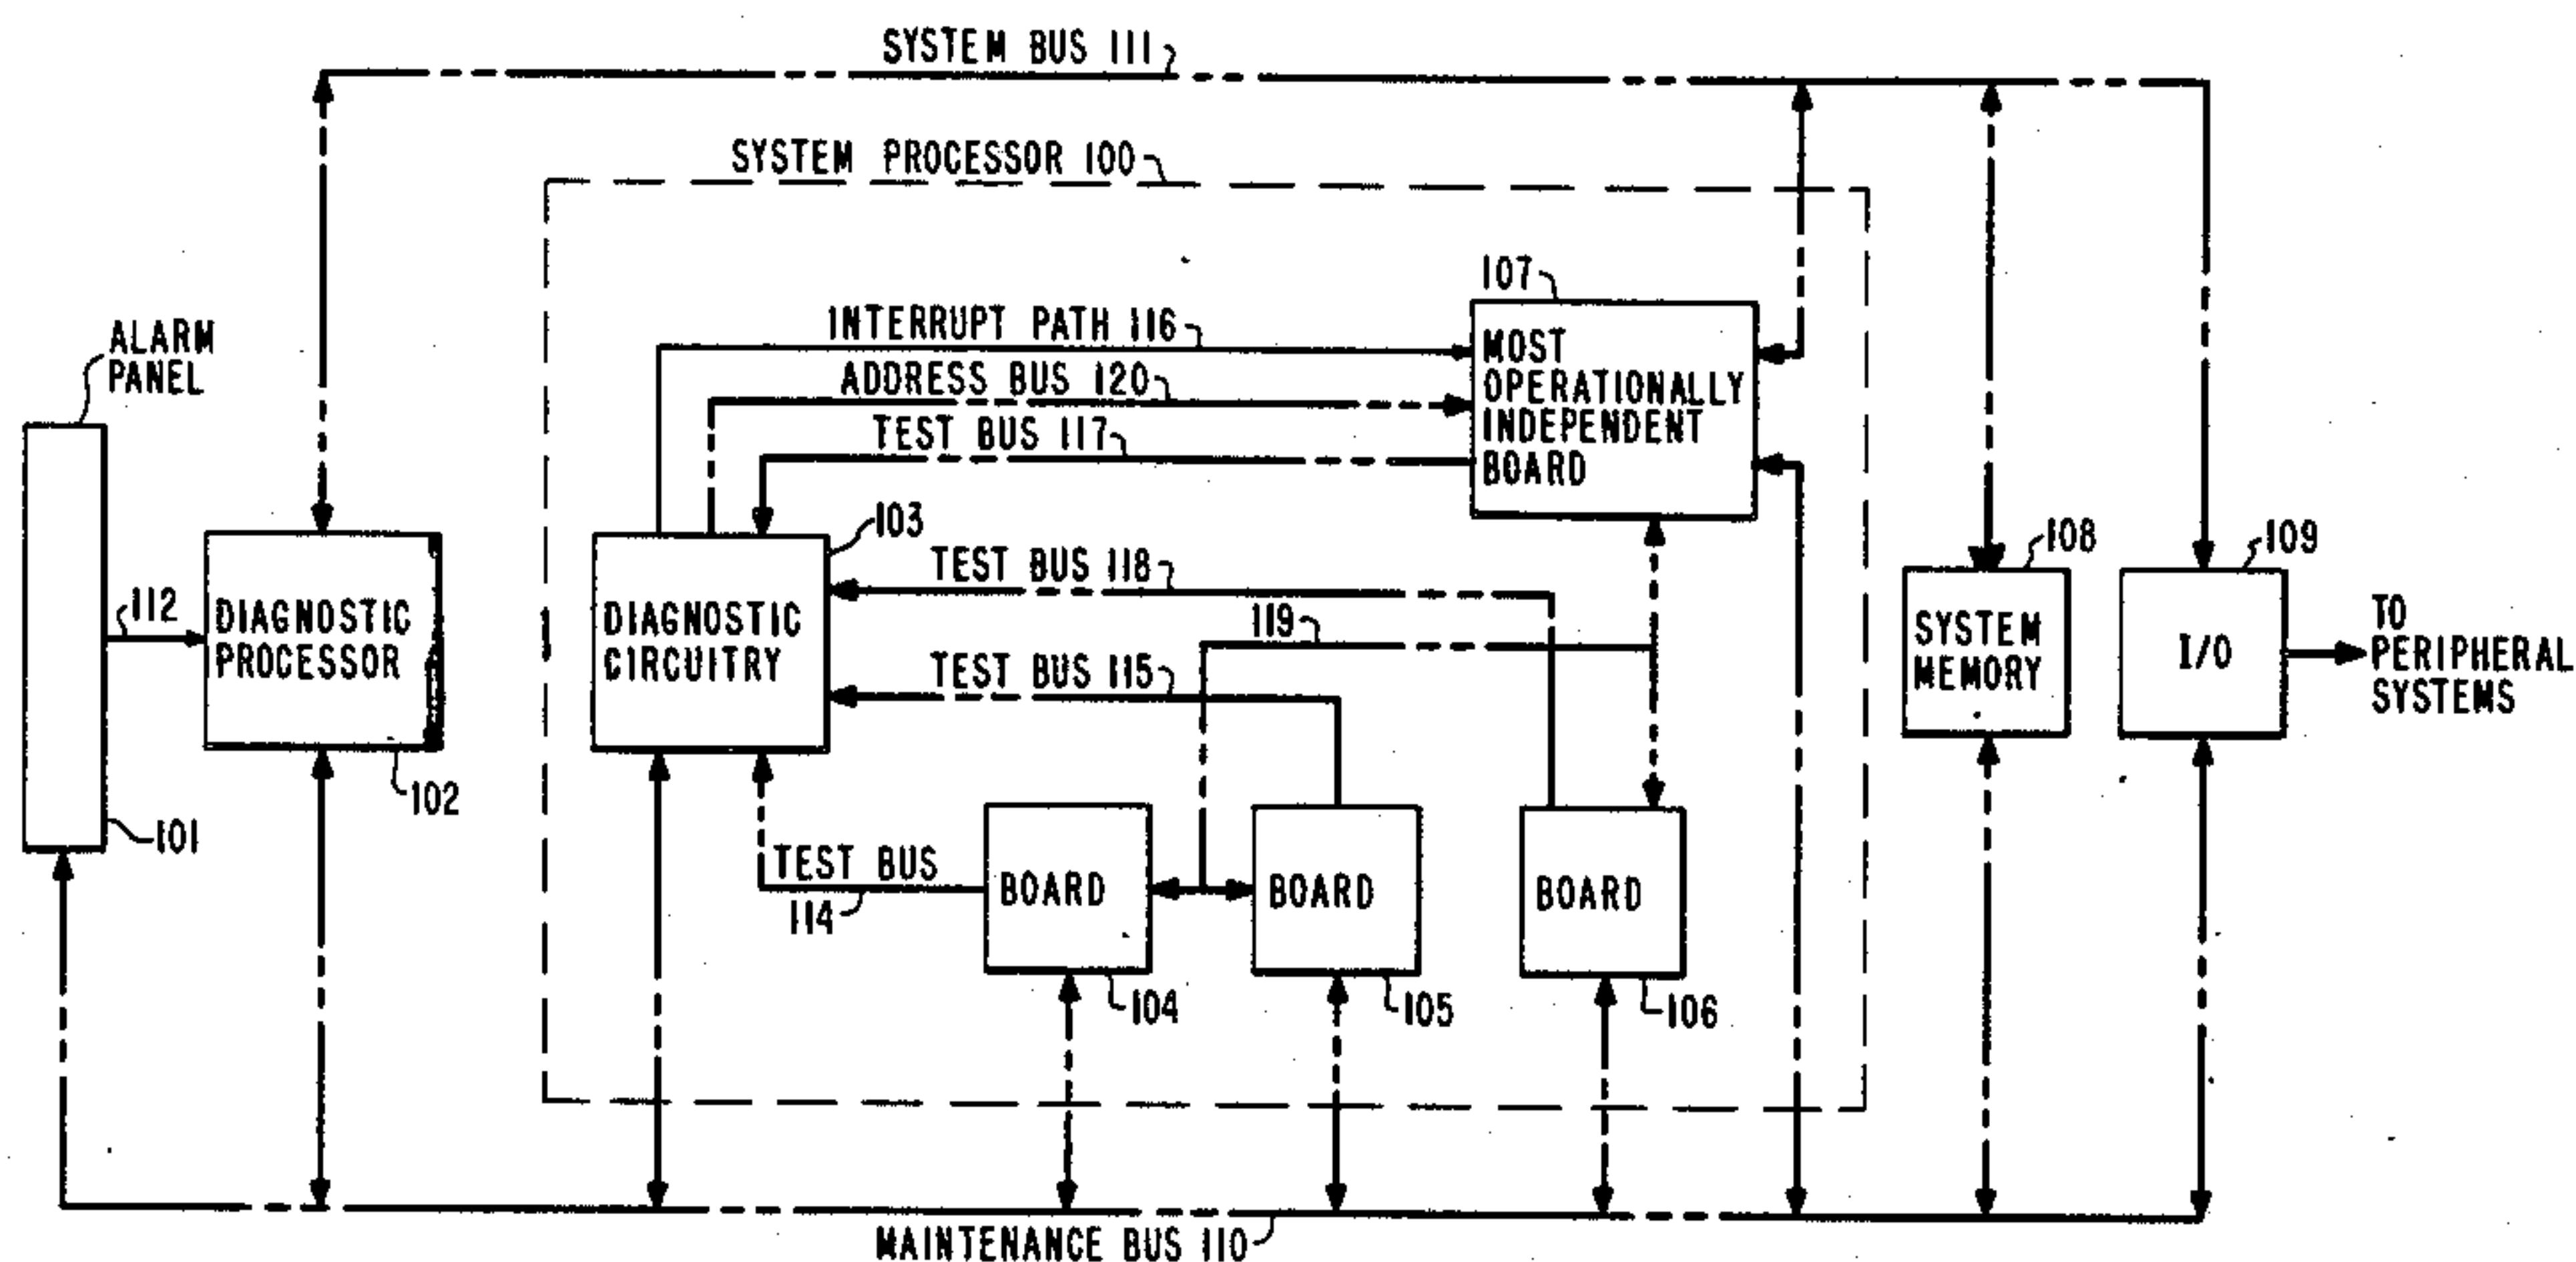 SYSTEM BUS 111
SYSTEM PROCESSOR 100
107
INTERRUPT PATH 116
ADDRESS BUS 120
TEST BUS 117
MOST
OPERATIONALLY
INDEPENDENT
BOARD
ALARM
PANEL
101
112
DIAGNOSTIC
PROCESSOR
102
103
DIAGNOSTIC
CIRCUITRY
TEST BUS 118
119
TEST BUS 115
TEST BUS
114
BOARD
104
BOARD
105
BOARD
106
108
SYSTEM
MEMORY
109
I/O
TO
PERIPHERAL
SYSTEMS
MAINTENANCE BUS 110